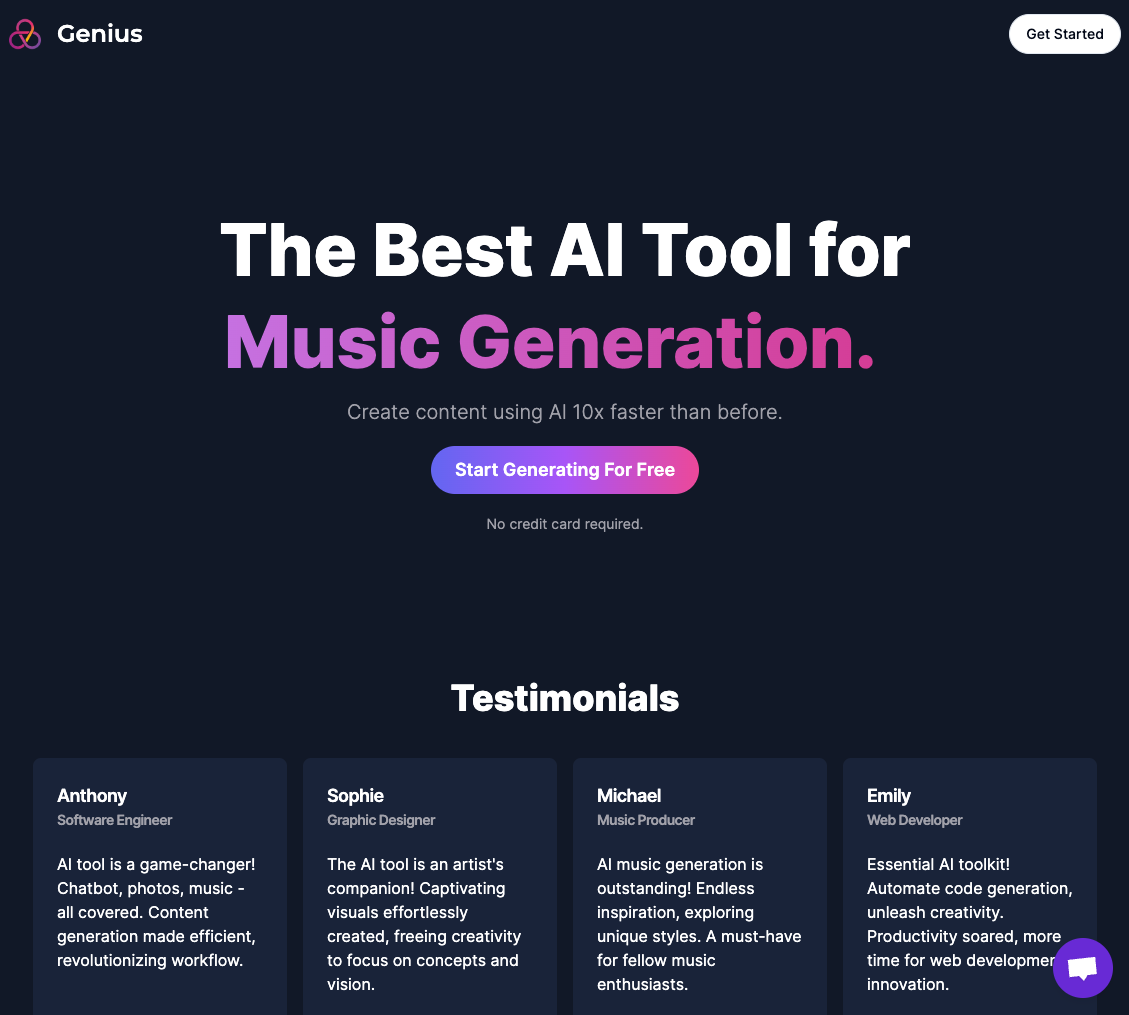 Genius
Get Started
The Best AI Tool for
Music Generation.
Create content using AI 10x faster than before.
Start Generating For Free
No credit card required.
Testimonials
Anthony
Software Engineer
AI tool is a game-changer!
Chatbot, photos, music -
all covered. Content
generation made efficient,
revolutionizing workflow.
Sophie
Graphic Designer
The AI tool is an artist's
companion! Captivating
visuals effortlessly
created, freeing creativity
to focus on concepts and
vision.
Michael
Music Producer
AI music generation is
outstanding! Endless
inspiration, exploring
unique styles. A must-have
for fellow music
enthusiasts.
Emily
Web Developer
Essential AI toolkit!
Automate code generation,
unleash creativity.
Productivity soared, more
time for web development
innovation.